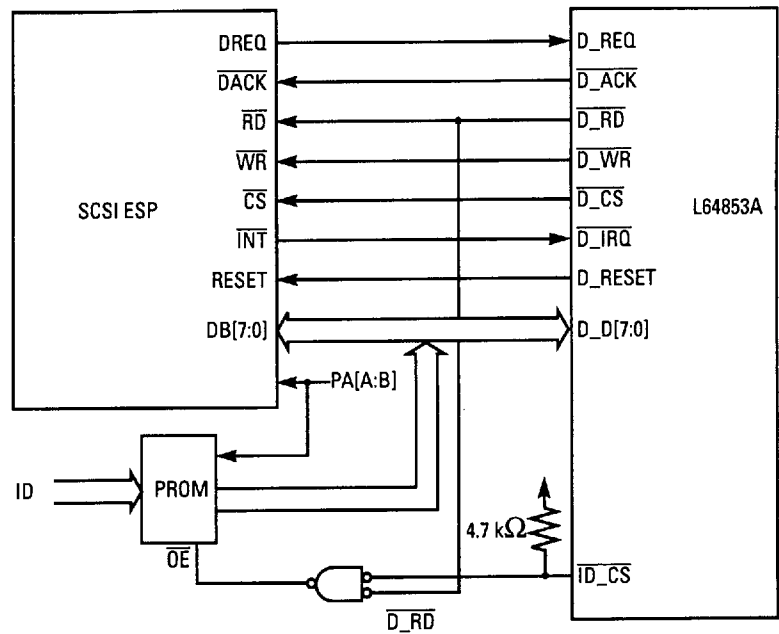 DREQ
D_REQ
DACK
D_ACK
RD
D_RD
WR
D_WR
SCSI ESP
CS
D_CS
L64853A
INT
D_IRQ
RESET
D_RESET
DB[7:0]
D_D[7:0]
PA[A:B]
ID
PROM
4.7 kΩ
OE
ID_CS
D_RD